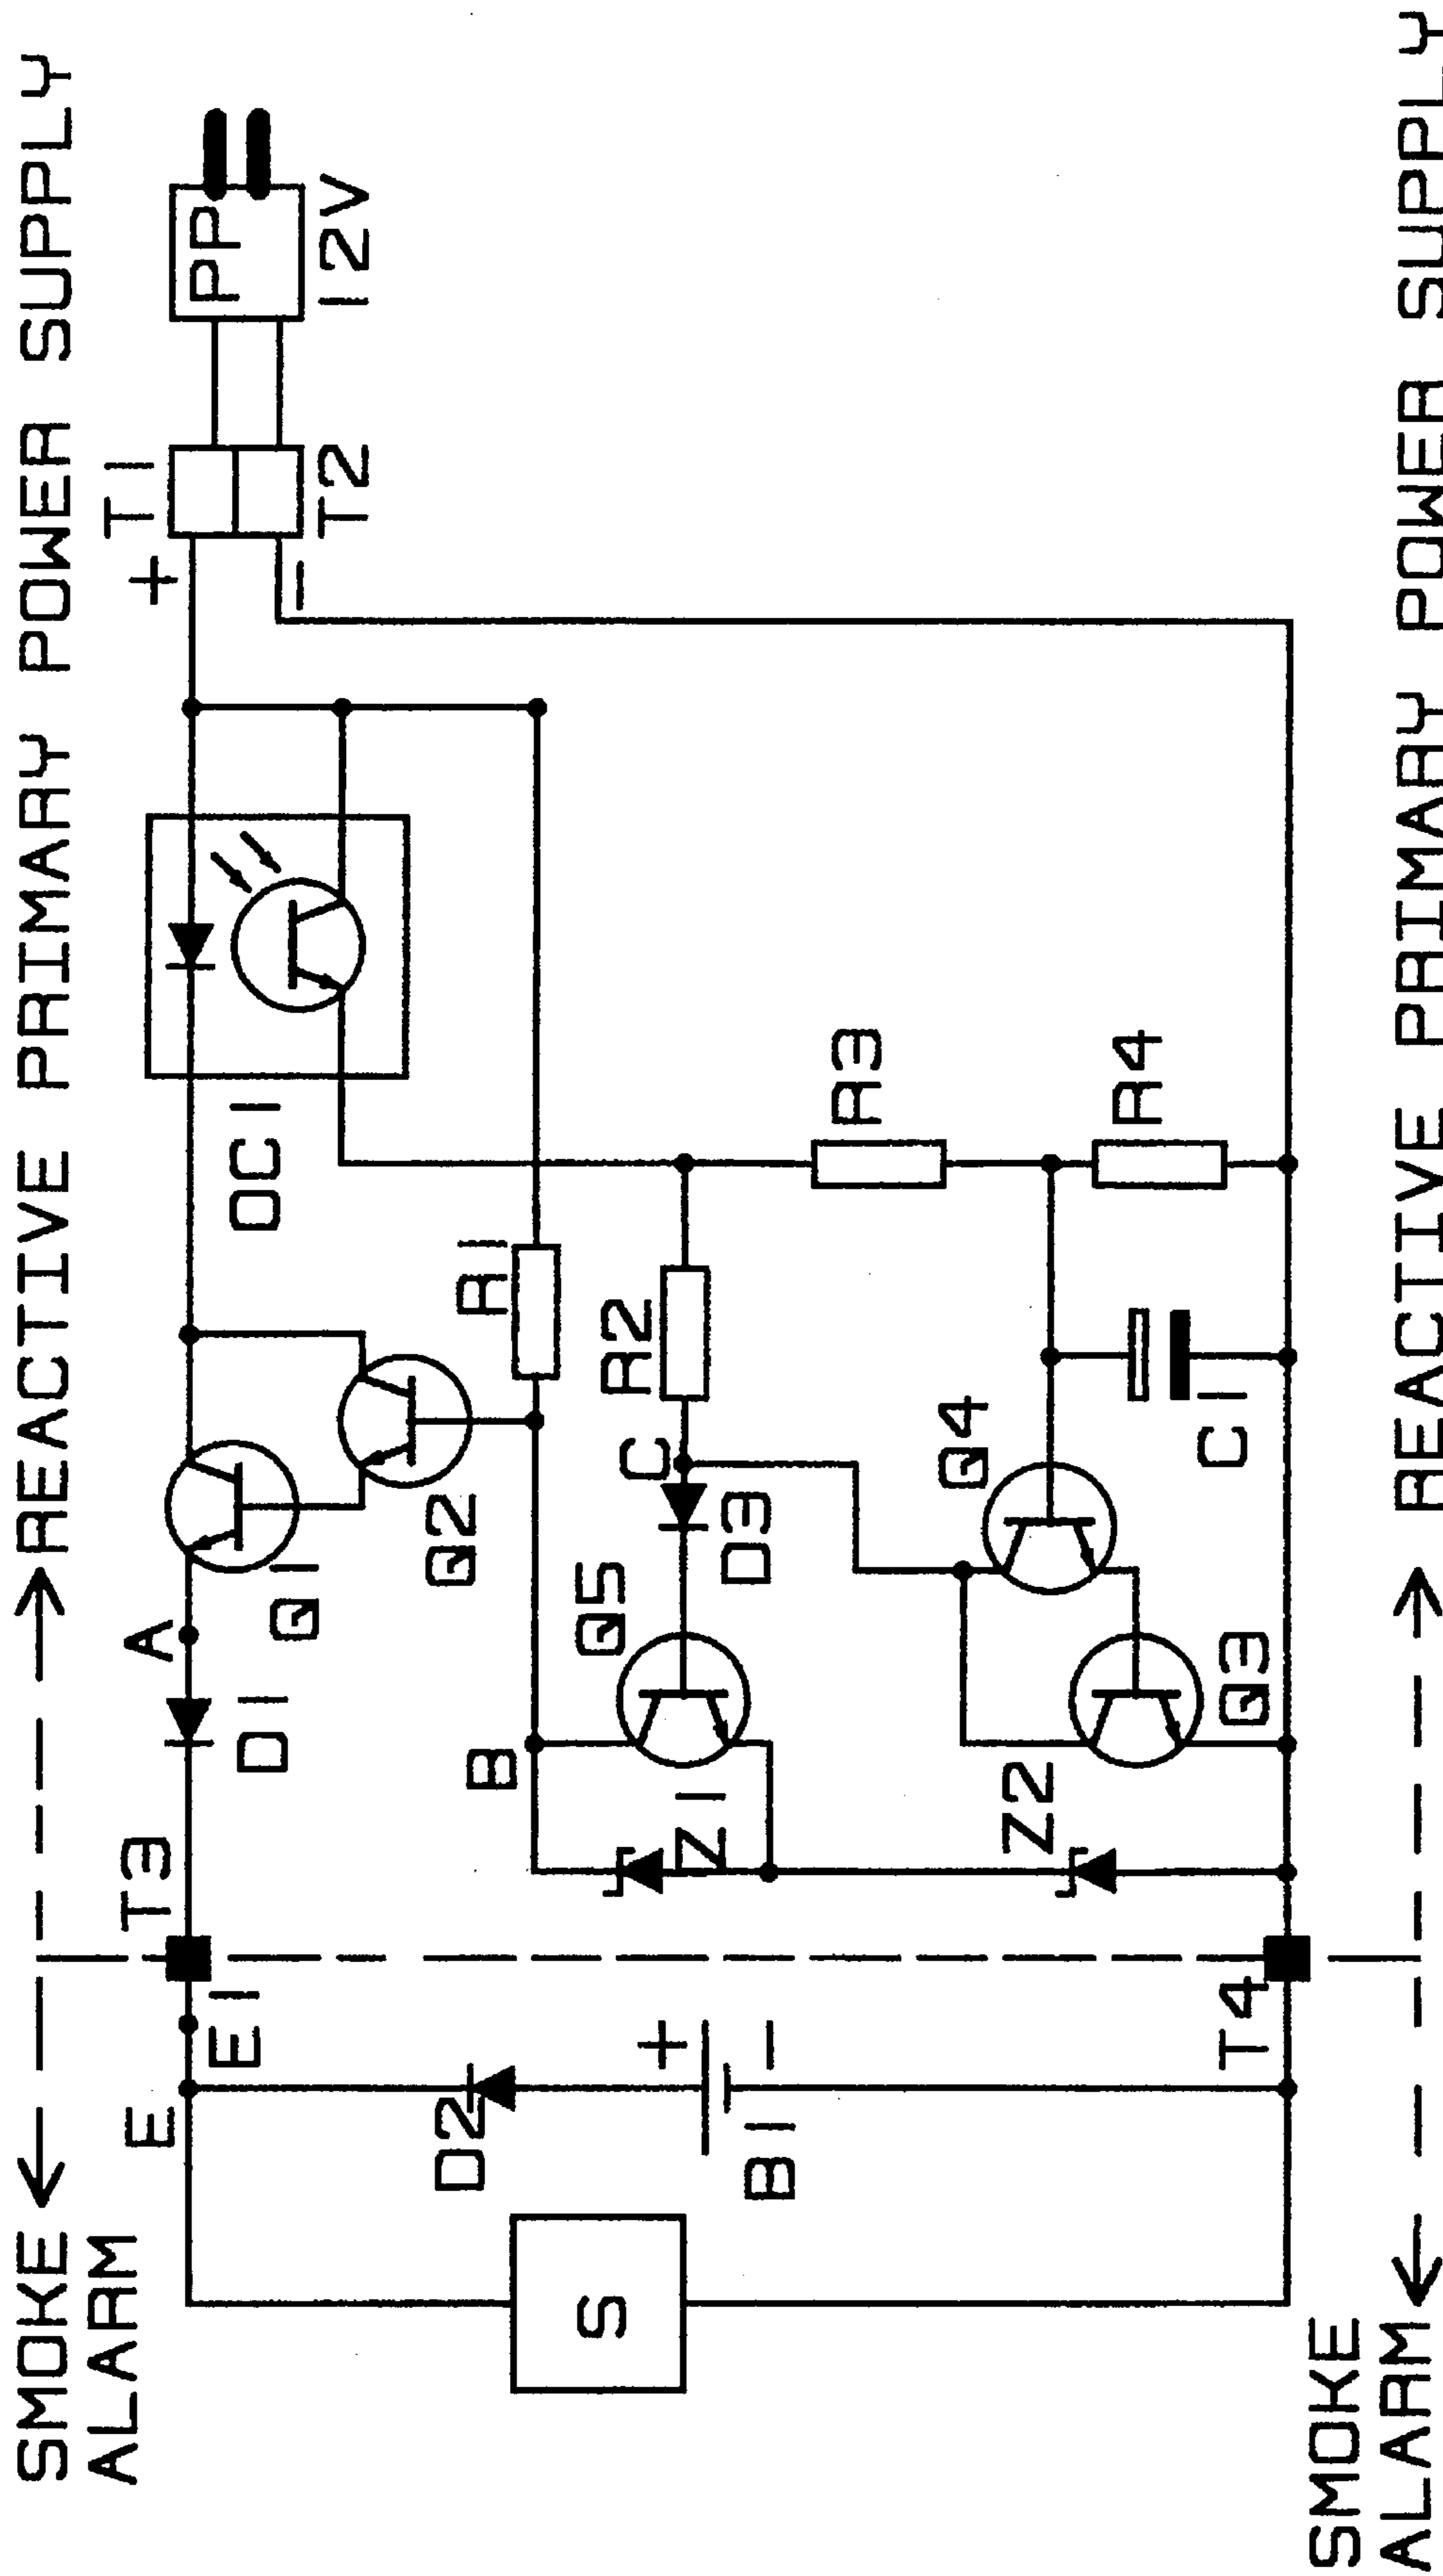 SMOKE
ALARM
REACTIVE PRIMARY POWER SUPPLY
E
T3
A
+
T1
E1
D1
Q1
OC1
PP
-
T2
12V
D2
B
Q2
R1
Q5
C
R2
+
B1
-
Z1
D3
S
R3
Z2
Q4
T4
Q3
C1
R4
SMOKE
ALARM
REACTIVE PRIMARY POWER SUPPLY